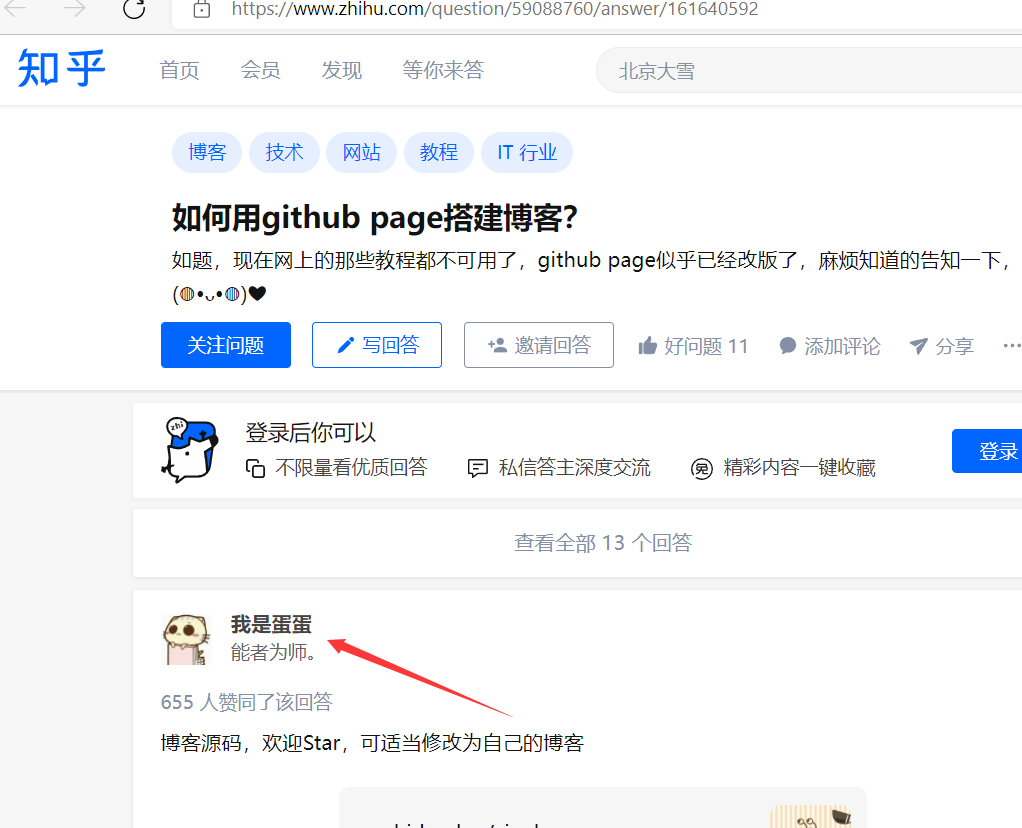 https://www.zhihu.com/question/59088760/answer/161640592
知乎 首页 会员 发现 等你来答 北京大雪
博客 技术 网站 教程 IT 行业
如何用github page搭建博客?
如题，现在网上的那些教程都不可用了，github page似乎已经改版了，麻烦知道的告知一下，
(◍•ᴗ•◍)❤
关注问题 写回答 邀请回答 好问题 11 添加评论 分享 ...
zhi
登录后你可以
不限量看优质回答 私信答主深度交流 精彩内容一键收藏
登录
查看全部 13 个回答
我是蛋蛋
能者为师。
655 人赞同了该回答
博客源码，欢迎Star，可适当修改为自己的博客